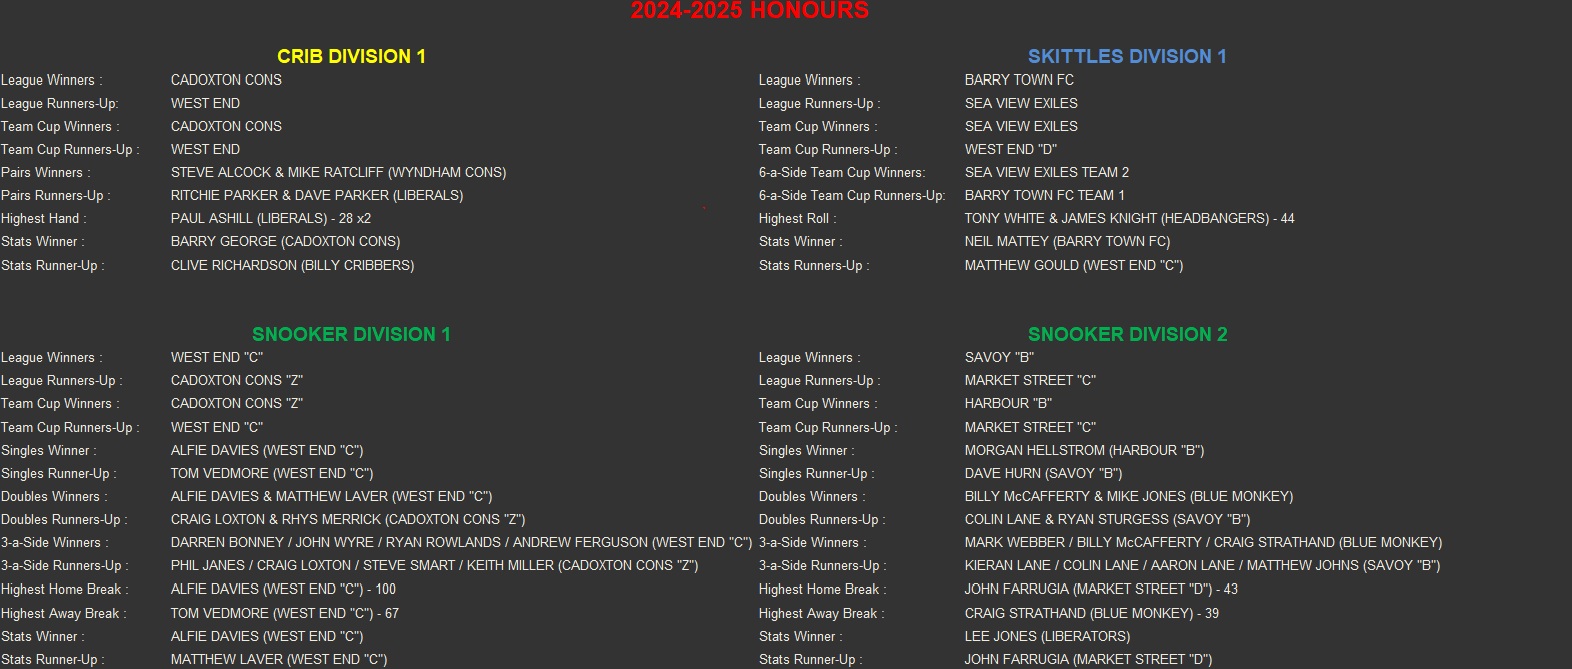 2024-2025 HONOURS
CRIB DIVISION 1
League Winners : CADOXTON CONS
League Runners-Up: WEST END
Team Cup Winners : CADOXTON CONS
Team Cup Runners-Up : WEST END
Pairs Winners : STEVE ALCOCK & MIKE RATCLIFF (WYNDHAM CONS)
Pairs Runners-Up : RITCHIE PARKER & DAVE PARKER (LIBERALS)
Highest Hand : PAUL ASHILL (LIBERALS) - 28 x2
Stats Winner : BARRY GEORGE (CADOXTON CONS)
Stats Runner-Up : CLIVE RICHARDSON (BILLY CRIBBERS)
SKITTLES DIVISION 1
League Winners : BARRY TOWN FC
League Runners-Up : SEA VIEW EXILES
Team Cup Winners : SEA VIEW EXILES
Team Cup Runners-Up : WEST END "D"
6-a-Side Team Cup Winners: SEA VIEW EXILES TEAM 2
6-a-Side Team Cup Runners-Up: BARRY TOWN FC TEAM 1
Highest Roll : TONY WHITE & JAMES KNIGHT (HEADBANGERS) - 44
Stats Winner : NEIL MATTEY (BARRY TOWN FC)
Stats Runners-Up : MATTHEW GOULD (WEST END "C")
SNOOKER DIVISION 1
League Winners : WEST END "C"
League Runners-Up : CADOXTON CONS "Z"
Team Cup Winners : CADOXTON CONS "Z"
Team Cup Runners-Up : WEST END "C"
Singles Winner : ALFIE DAVIES (WEST END "C")
Singles Runner-Up : TOM VEDMORE (WEST END "C")
Doubles Winners : ALFIE DAVIES & MATTHEW LAVER (WEST END "C")
Doubles Runners-Up : CRAIG LOXTON & RHYS MERRICK (CADOXTON CONS "Z")
3-a-Side Winners : DARREN BONNEY / JOHN WYRE / RYAN ROWLANDS / ANDREW FERGUSON (WEST END "C")
3-a-Side Runners-Up : PHIL JANES / CRAIG LOXTON / STEVE SMART / KEITH MILLER (CADOXTON CONS "Z")
Highest Home Break : ALFIE DAVIES (WEST END "C") - 100
Highest Away Break : TOM VEDMORE (WEST END "C") - 67
Stats Winner : ALFIE DAVIES (WEST END "C")
Stats Runner-Up : MATTHEW LAVER (WEST END "C")
SNOOKER DIVISION 2
League Winners : SAVOY "B"
League Runners-Up : MARKET STREET "C"
Team Cup Winners : HARBOUR "B"
Team Cup Runners-Up : MARKET STREET "C"
Singles Winner : MORGAN HELLSTROM (HARBOUR "B")
Singles Runner-Up : DAVE HURN (SAVOY "B")
Doubles Winners : BILLY McCAFFERTY & MIKE JONES (BLUE MONKEY)
Doubles Runners-Up : COLIN LANE & RYAN STURGESS (SAVOY "B")
3-a-Side Winners : MARK WEBBER / BILLY McCAFFERTY / CRAIG STRATHAND (BLUE MONKEY)
3-a-Side Runners-Up : KIERAN LANE / COLIN LANE / AARON LANE / MATTHEW JOHNS (SAVOY "B")
Highest Home Break : JOHN FARRUGIA (MARKET STREET "D") - 43
Highest Away Break : CRAIG STRATHAND (BLUE MONKEY) - 39
Stats Winner : LEE JONES (LIBERATORS)
Stats Runner-Up : JOHN FARRUGIA (MARKET STREET "D")